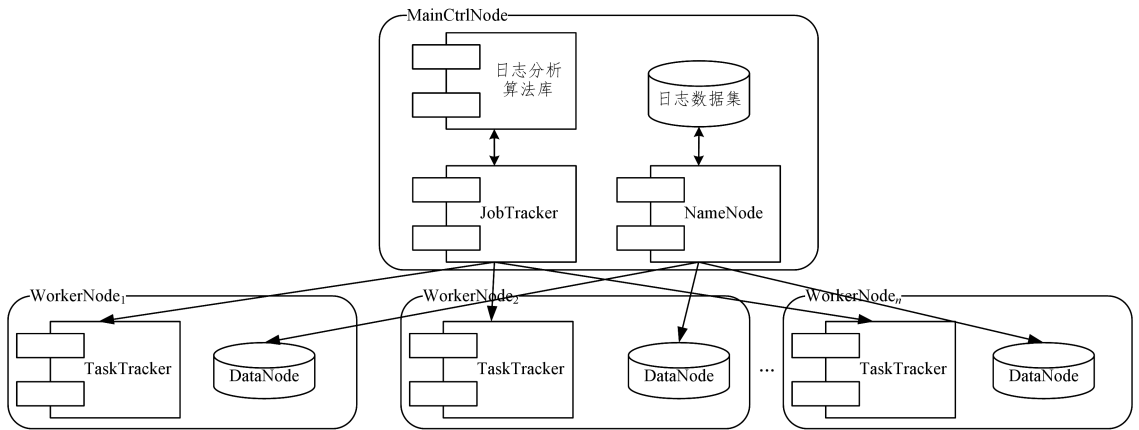 MainCtrlNode
日志分析
算法库
日志数据集
JobTracker
NameNode
WorkerNode1
WorkerNode2
WorkerNoden
TaskTracker
DataNode
TaskTracker
DataNode
...
TaskTracker
DataNode